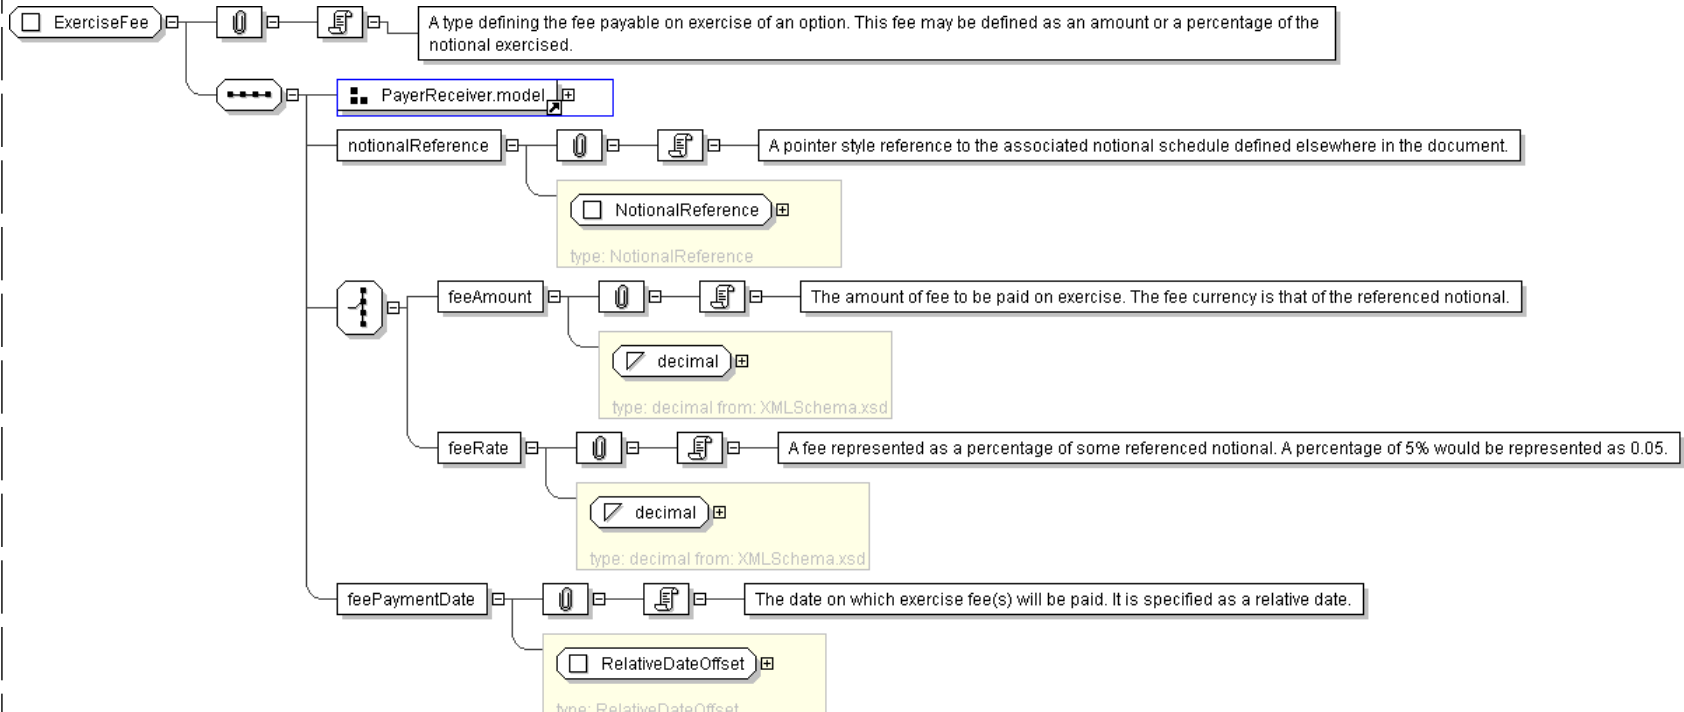 ExerciseFee
A type defining the fee payable on exercise of an option. This fee may be defined as an amount or a percentage of the
notional exercised.
PayerReceiver.model
notionalReference
A pointer style reference to the associated notional schedule defined elsewhere in the document.
NotionalReference
type: NotionalReference
feeAmount
The amount of fee to be paid on exercise. The fee currency is that of the referenced notional.
decimal
type: decimal from: XMLSchema.xsd
feeRate
A fee represented as a percentage of some referenced notional. A percentage of 5% would be represented as 0.05.
decimal
type: decimal from: XMLSchema.xsd
feePaymentDate
The date on which exercise fee(s) will be paid. It is specified as a relative date.
RelativeDateOffset
type: RelativeDateOffset